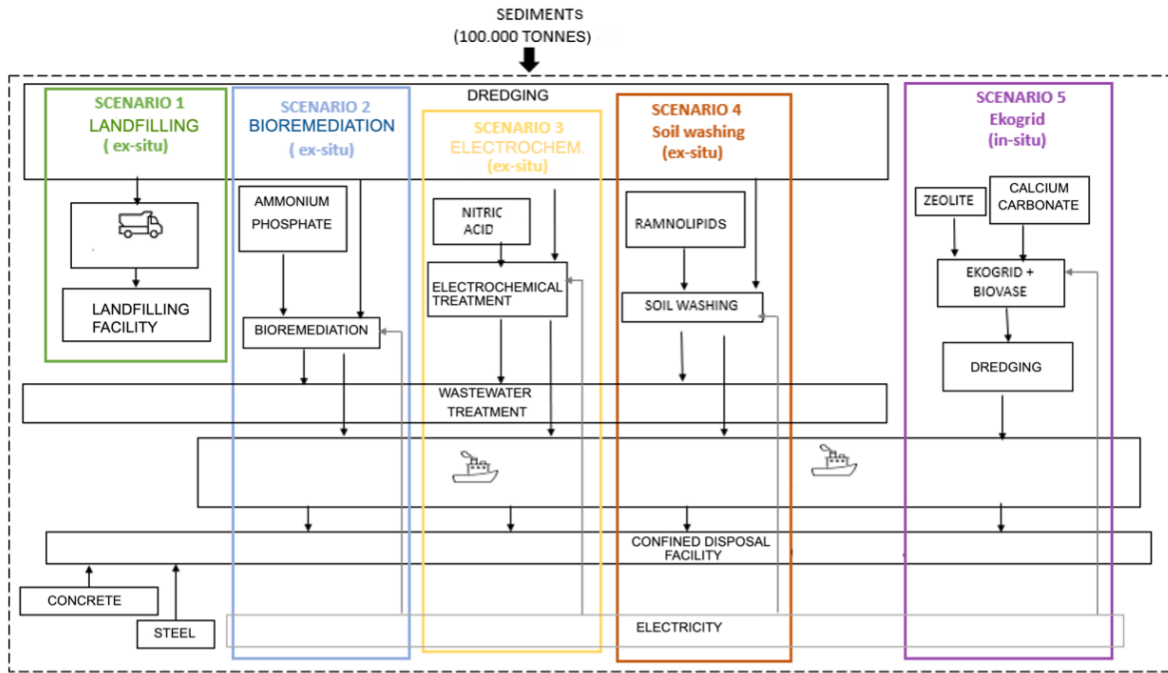 SEDIMENTs
(100.000 TONNES)
DREDGING
SCENARIO 1
LANDFILLING
( ex-situ)
SCENARIO 2
BIOREMEDIATION
( ex-situ)
SCENARIO 3
ELECTROCHEM.
(ex-situ)
SCENARIO 4
Soil washing
(ex-situ)
SCENARIO 5
Ekogrid
(in-situ)
AMMONIUM
PHOSPHATE
NITRIC
ACID
RAMNOLIPIDS
ZEOLITE
CALCIUM
CARBONATE
LANDFILLING
FACILITY
BIOREMEDIATION
ELECTROCHEMICAL
TREATMENT
SOIL WASHING
EKOGRID +
BIOVASE
DREDGING
WASTEWATER
TREATMENT
CONFINED DISPOSAL
FACILITY
CONCRETE
STEEL
ELECTRICITY